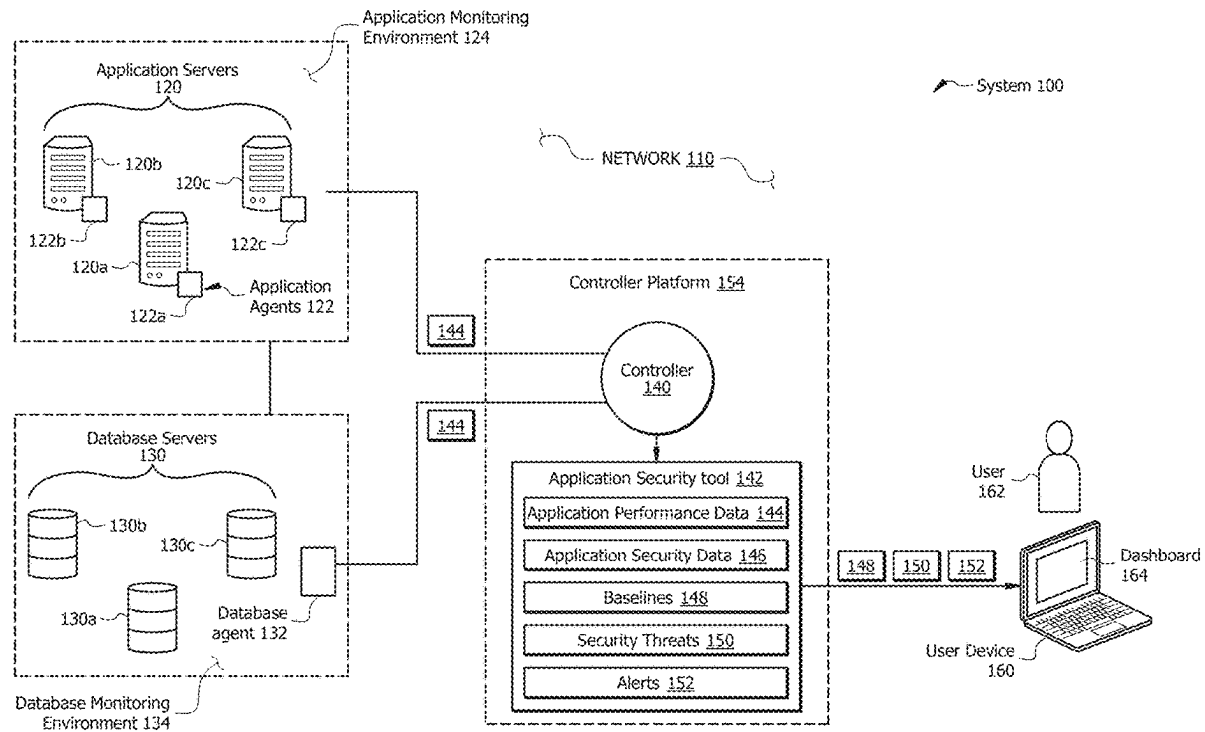 Application Monitoring
Environment 124
Application Servers
120
System 100
120b
120c
NETWORK 110
122b
122c
120a
Application
Agents 122
122a
Controller Platform 154
144
Controller
140
144
Database Servers
130
Application Security tool 142
User
162
Application Performance Data 144
130b
130c
Application Security Data 146
148 150 152
Dashboard
164
Baselines 148
130a
Database
agent 132
Security Threats 150
User Device
160
Alerts 152
Database Monitoring
Environment 134